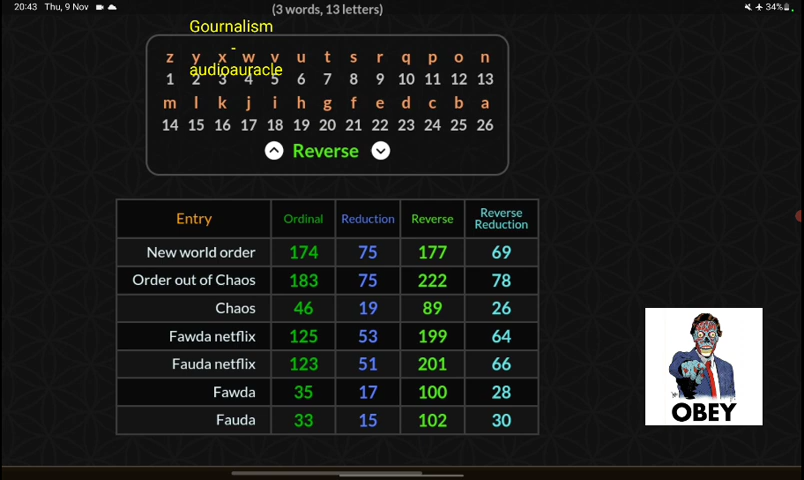 20:43 Thu, 9 Nov
34%
(3 words, 13 letters)
Gournalism
-
audioauracle
z y x w v u t s r q p o n
1 2 3 4 5 6 7 8 9 10 11 12 13
m l k j i h g f e d c b a
14 15 16 17 18 19 20 21 22 23 24 25 26
Reverse
Entry Ordinal Reduction Reverse Reverse Reduction
New world order 174 75 177 69
Order out of Chaos 183 75 222 78
Chaos 46 19 89 26
Fawda netflix 125 53 199 64
Fauda netflix 123 51 201 66
Fawda 35 17 100 28
Fauda 33 15 102 30
OBEY